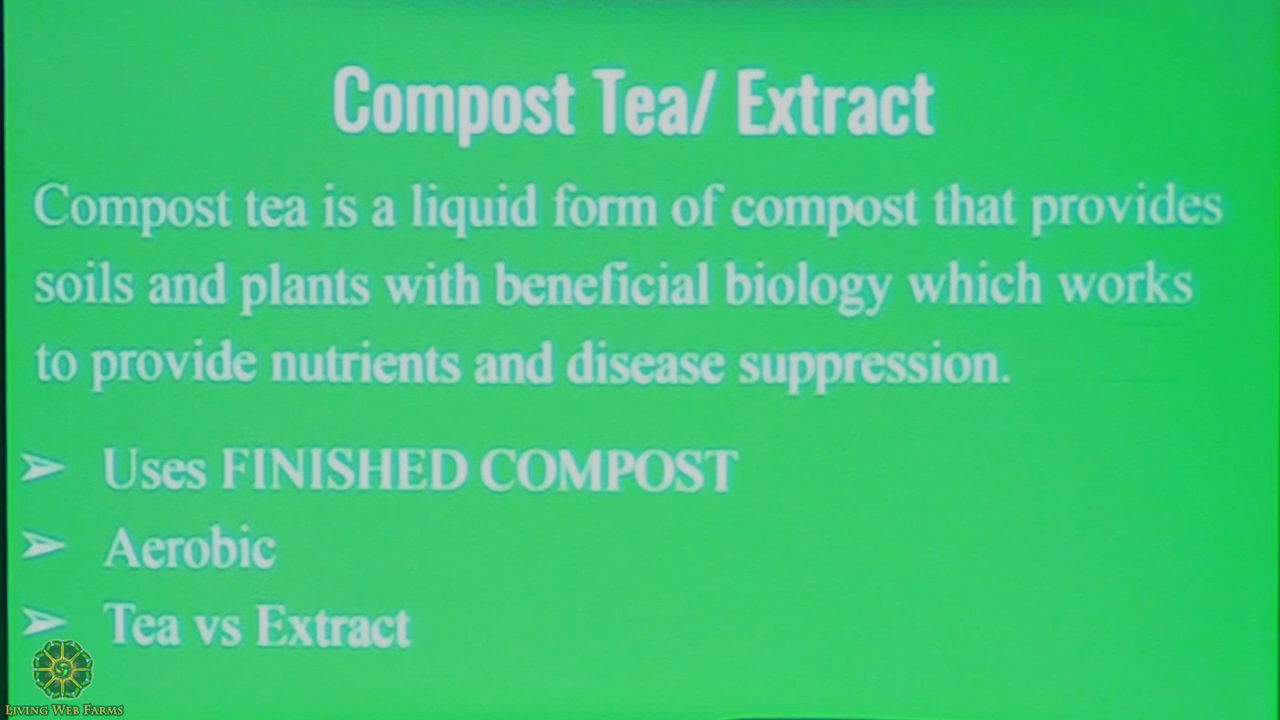 Compost Tea/ Extract
Compost tea is a liquid form of compost that provides
soils and plants with beneficial biology which works
to provide nutrients and disease suppression.
➢ Uses FINISHED COMPOST
➢ Aerobic
➢ Tea vs Extract
LIVING WEB FARMS